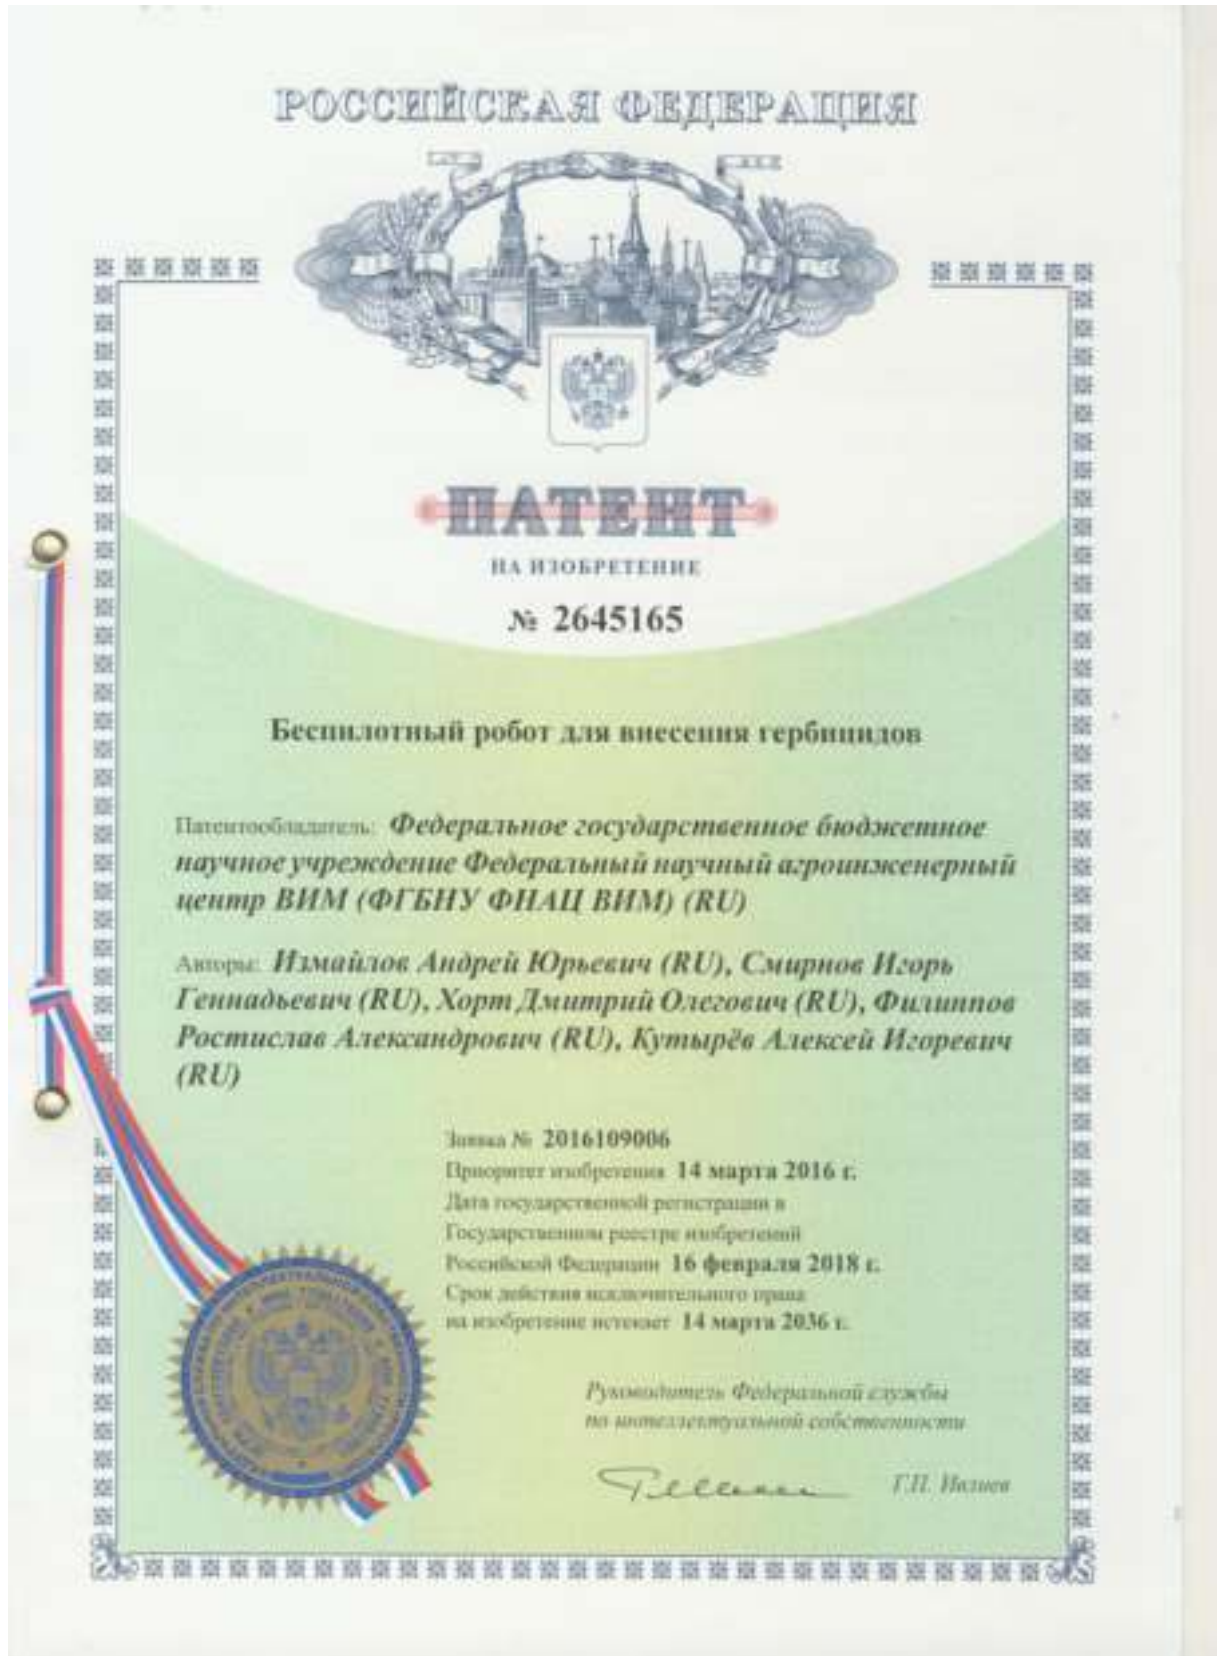 РОССИЙСКАЯ ФЕДЕРАЦИЯ
ПАТЕНТ
НА ИЗОБРЕТЕНИЕ
№ 2645165
Беспилотный робот для внесения гербицидов
Патентообладатель: Федеральное государственное бюджетное
научное учреждение Федеральный научный агроинженерный
центр ВИМ (ФГБНУ ФНАЦ ВИМ) (RU)
Авторы: Измайлов Андрей Юрьевич (RU), Смирнов Игорь
Геннадьевич (RU), Хорт Дмитрий Олегович (RU), Филиппов
Ростислав Александрович (RU), Кутырёв Алексей Игоревич
(RU)
Заявка № 2016109006
Приоритет изобретения 14 марта 2016 г.
Дата государственной регистрации в
Государственном реестре изобретений
Российской Федерации 16 февраля 2018 г.
Срок действия исключительного права
на изобретение истекает 14 марта 2036 г.
Руководитель Федеральной службы
по интеллектуальной собственности
Г.П. Ивлиев